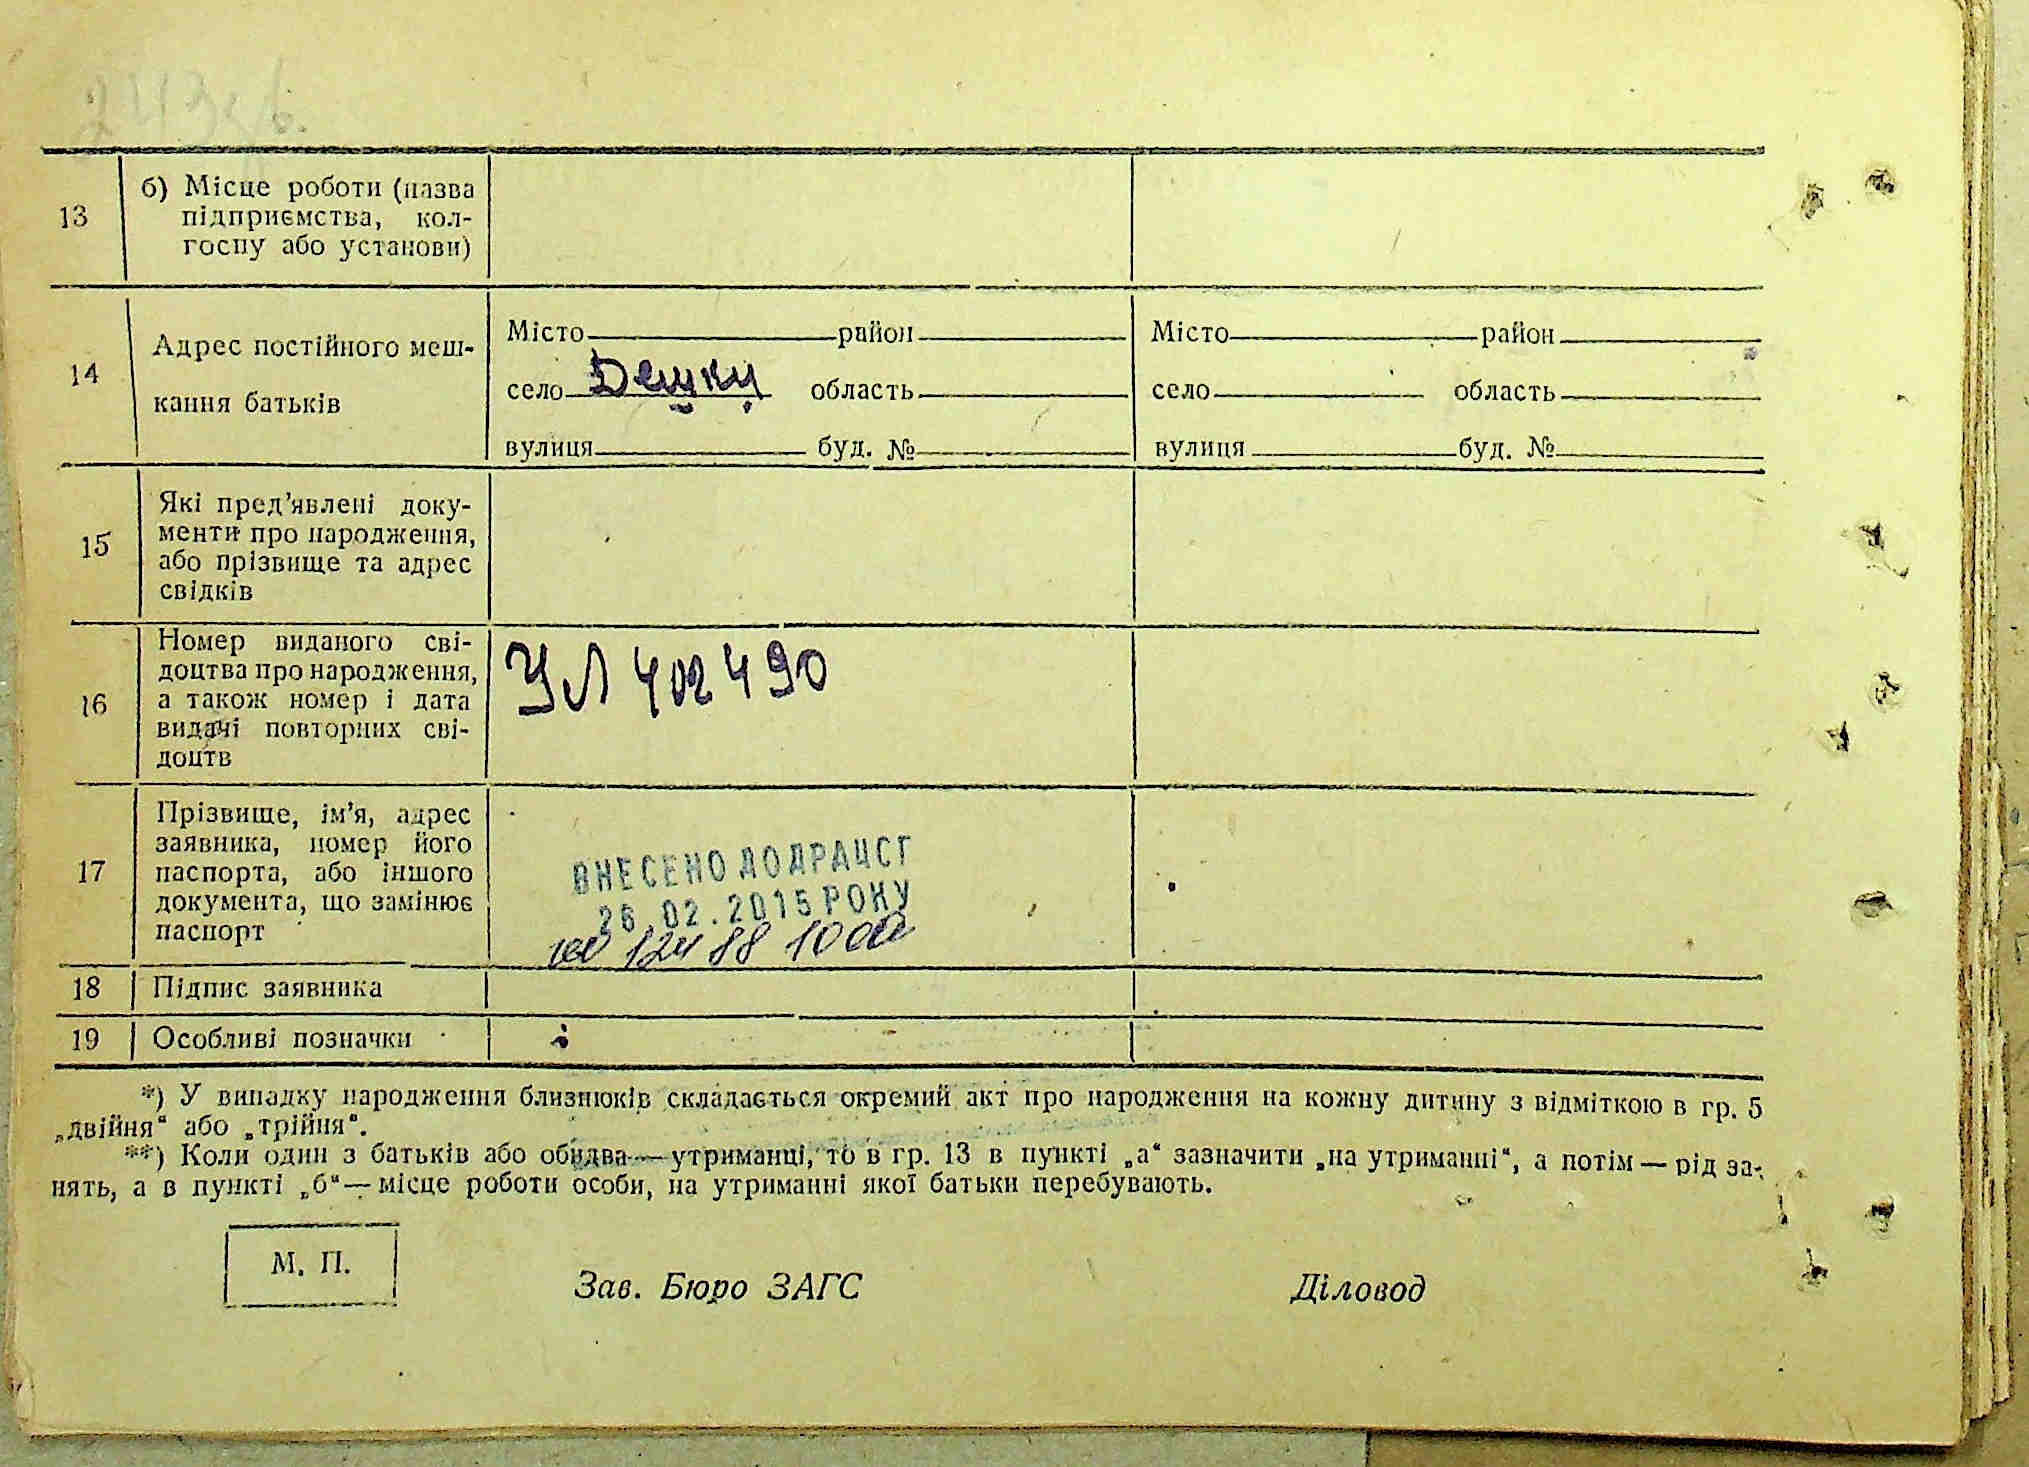 243зв.
13
б) Місце роботи (назва
підприємства, кол-
госпу або установи)
14
Адрес постійного меш-
кання батьків
Місто район
село Дешки область
вулиця буд. №
Місто район
село область
вулиця буд. №
15
Які пред'явлені доку-
менти про народження,
або прізвище та адрес
свідків
16
Номер виданого сві-
доцтва про народження,
а також номер і дата
видачі повторних сві-
доцтв
УЛ 402490
17
Прізвище, ім'я, адрес
заявника, номер його
паспорта, або іншого
документа, що замінює
паспорт
ВНЕСЕНО ДО ДРАЦСГ
26.02.2015 РОКУ
18 Підпис заявника
19 Особливі позначки
*) У випадку народження близнюків складається окремий акт про народження на кожну дитину з відміткою в гр. 5
„двійня“ або „трійня“.
**) Коли один з батьків або обидва — утриманці, то в гр. 13 в пункті „а“ зазначити „на утриманні“, а потім — рід за-
нять, а в пункті „б“ — місце роботи особи, на утриманні якої батьки перебувають.
М. П.
Зав. Бюро ЗАГС
Діловод